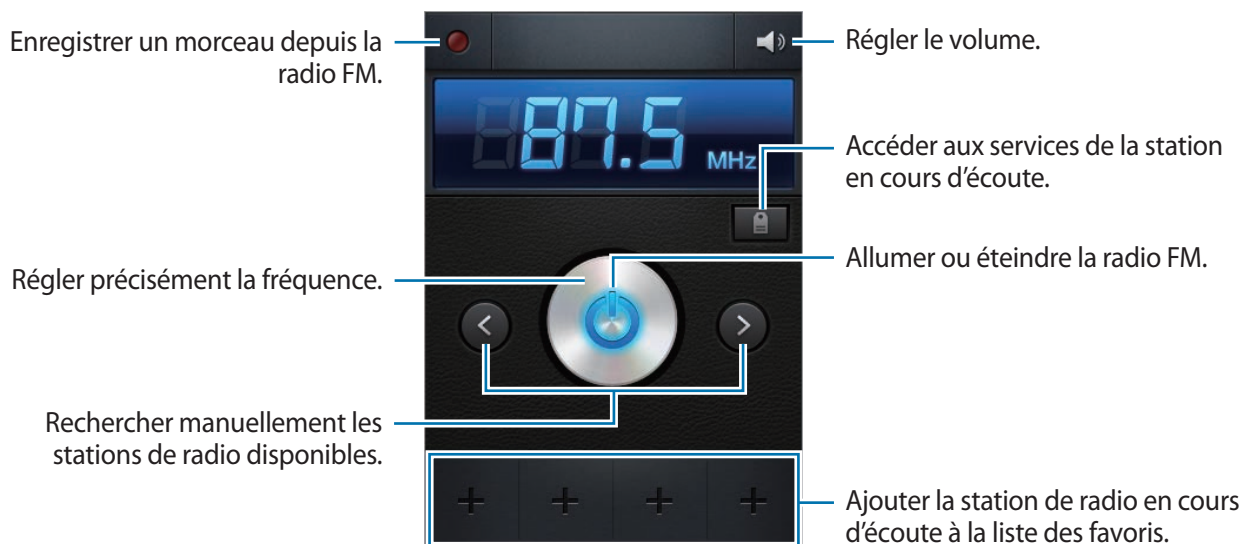 Enregistrer un morceau depuis la
radio FM.
Régler le volume.
87.5 MHz
Accéder aux services de la station
en cours d'écoute.
Allumer ou éteindre la radio FM.
Régler précisément la fréquence.
Rechercher manuellement les
stations de radio disponibles.
Ajouter la station de radio en cours
d'écoute à la liste des favoris.